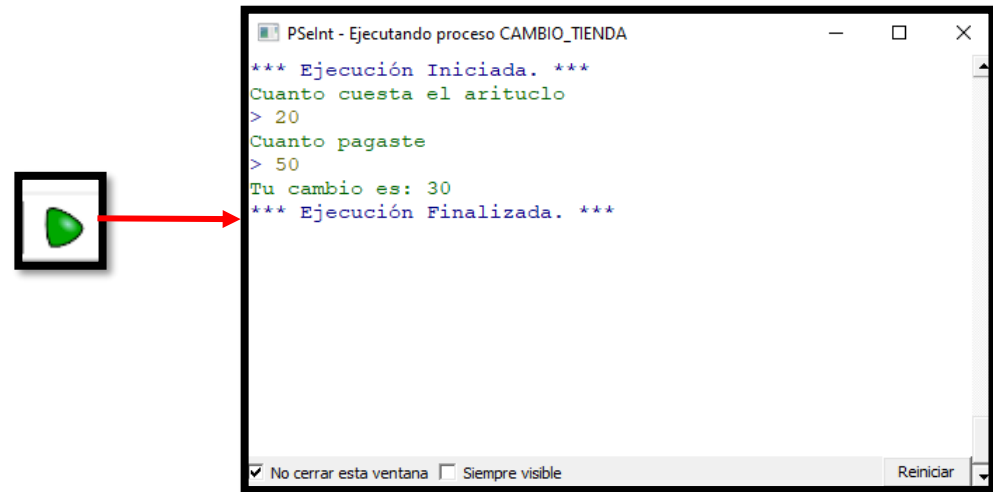 PSeInt - Ejecutando proceso CAMBIO_TIENDA
*** Ejecución Iniciada. ***
Cuanto cuesta el arituclo
> 20
Cuanto pagaste
> 50
Tu cambio es: 30
*** Ejecución Finalizada. ***
No cerrar esta ventana Siempre visible Reiniciar